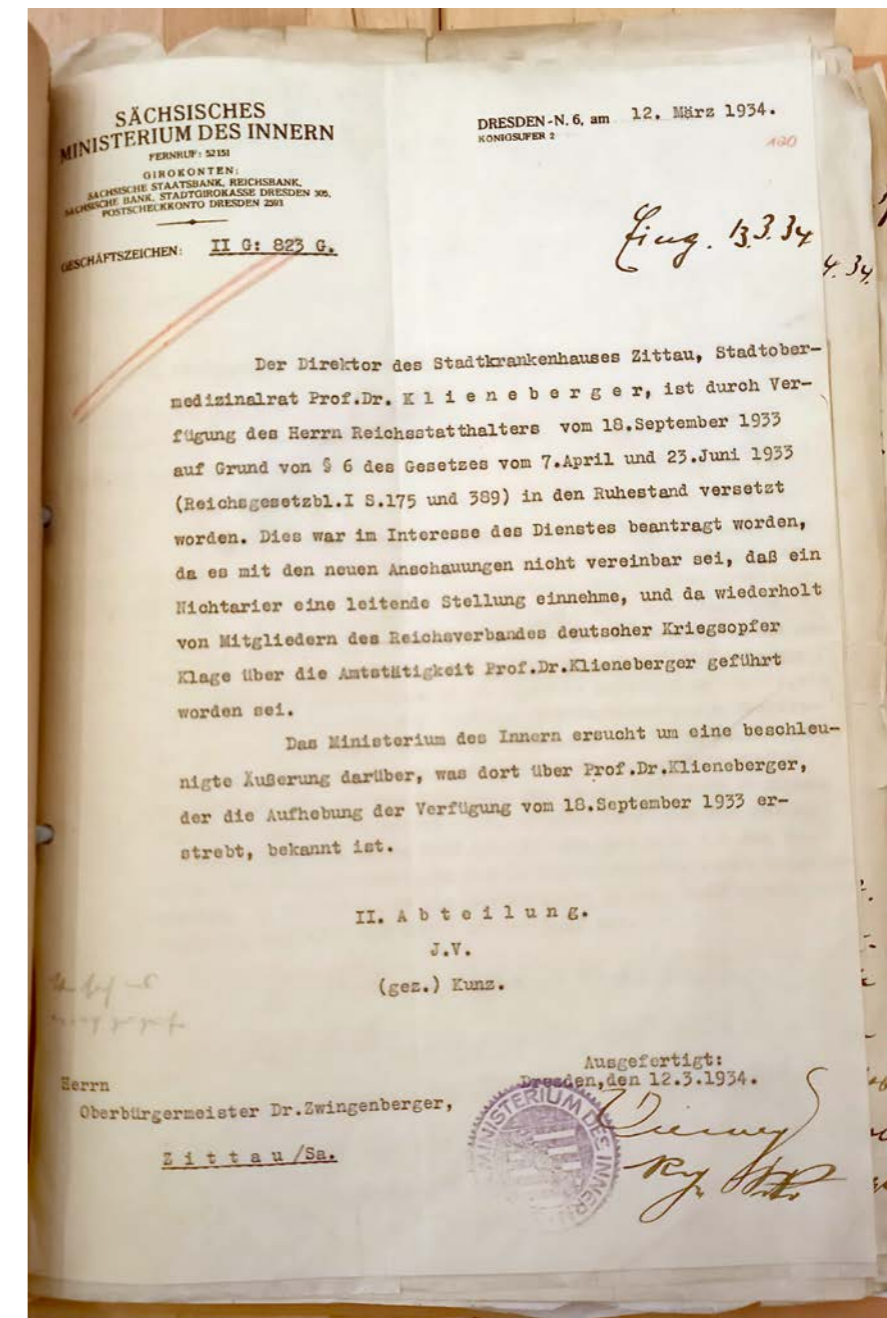 SÄCHSISCHES
MINISTERIUM DES INNERN
FERNRUF: 52151
GIROKONTEN:
SÄCHSISCHE STAATSBANK, REICHSBANK,
SÄCHSISCHE BANK, STADTGIROKASSE DRESDEN 305,
POSTSCHECKKONTO DRESDEN 2593
GESCHÄFTSZEICHEN: II G: 823 G.
DRESDEN-N. 6, am 12. März 1934.
KÖNIGSUFER 2
120
Eing. 13.3.34
4.34.
Der Direktor des Stadtkrankenhauses Zittau, Stadtober-
medizinalrat Prof.Dr. K l i e n e b e r g e r, ist durch Ver-
fügung des Herrn Reichsstatthalters vom 18.September 1933
auf Grund von § 6 des Gesetzes vom 7.April und 23.Juni 1933
(Reichsgesetzbl.I S.175 und 389) in den Ruhestand versetzt
worden. Dies war im Interesse des Dienstes beantragt worden,
da es mit den neuen Anschauungen nicht vereinbar sei, daß ein
Nichtarier eine leitende Stellung einnehme, und da wiederholt
von Mitgliedern des Reichsverbandes deutscher Kriegsopfer
Klage über die Amtstätigkeit Prof.Dr.Klieneberger geführt
worden sei.
Das Ministerium des Innern ersucht um eine beschleu-
nigte Äußerung darüber, was dort über Prof.Dr.Klieneberger,
der die Aufhebung der Verfügung vom 18.September 1933 er-
strebt, bekannt ist.
II. A b t e i l u n g.
J.V.
(gez.) Kunz.
Ausgefertigt:
Dresden,den 12.3.1934.
Herrn
Oberbürgermeister Dr.Zwingenberger,
Z i t t a u /Sa.
MINISTERIUM DES INNERN